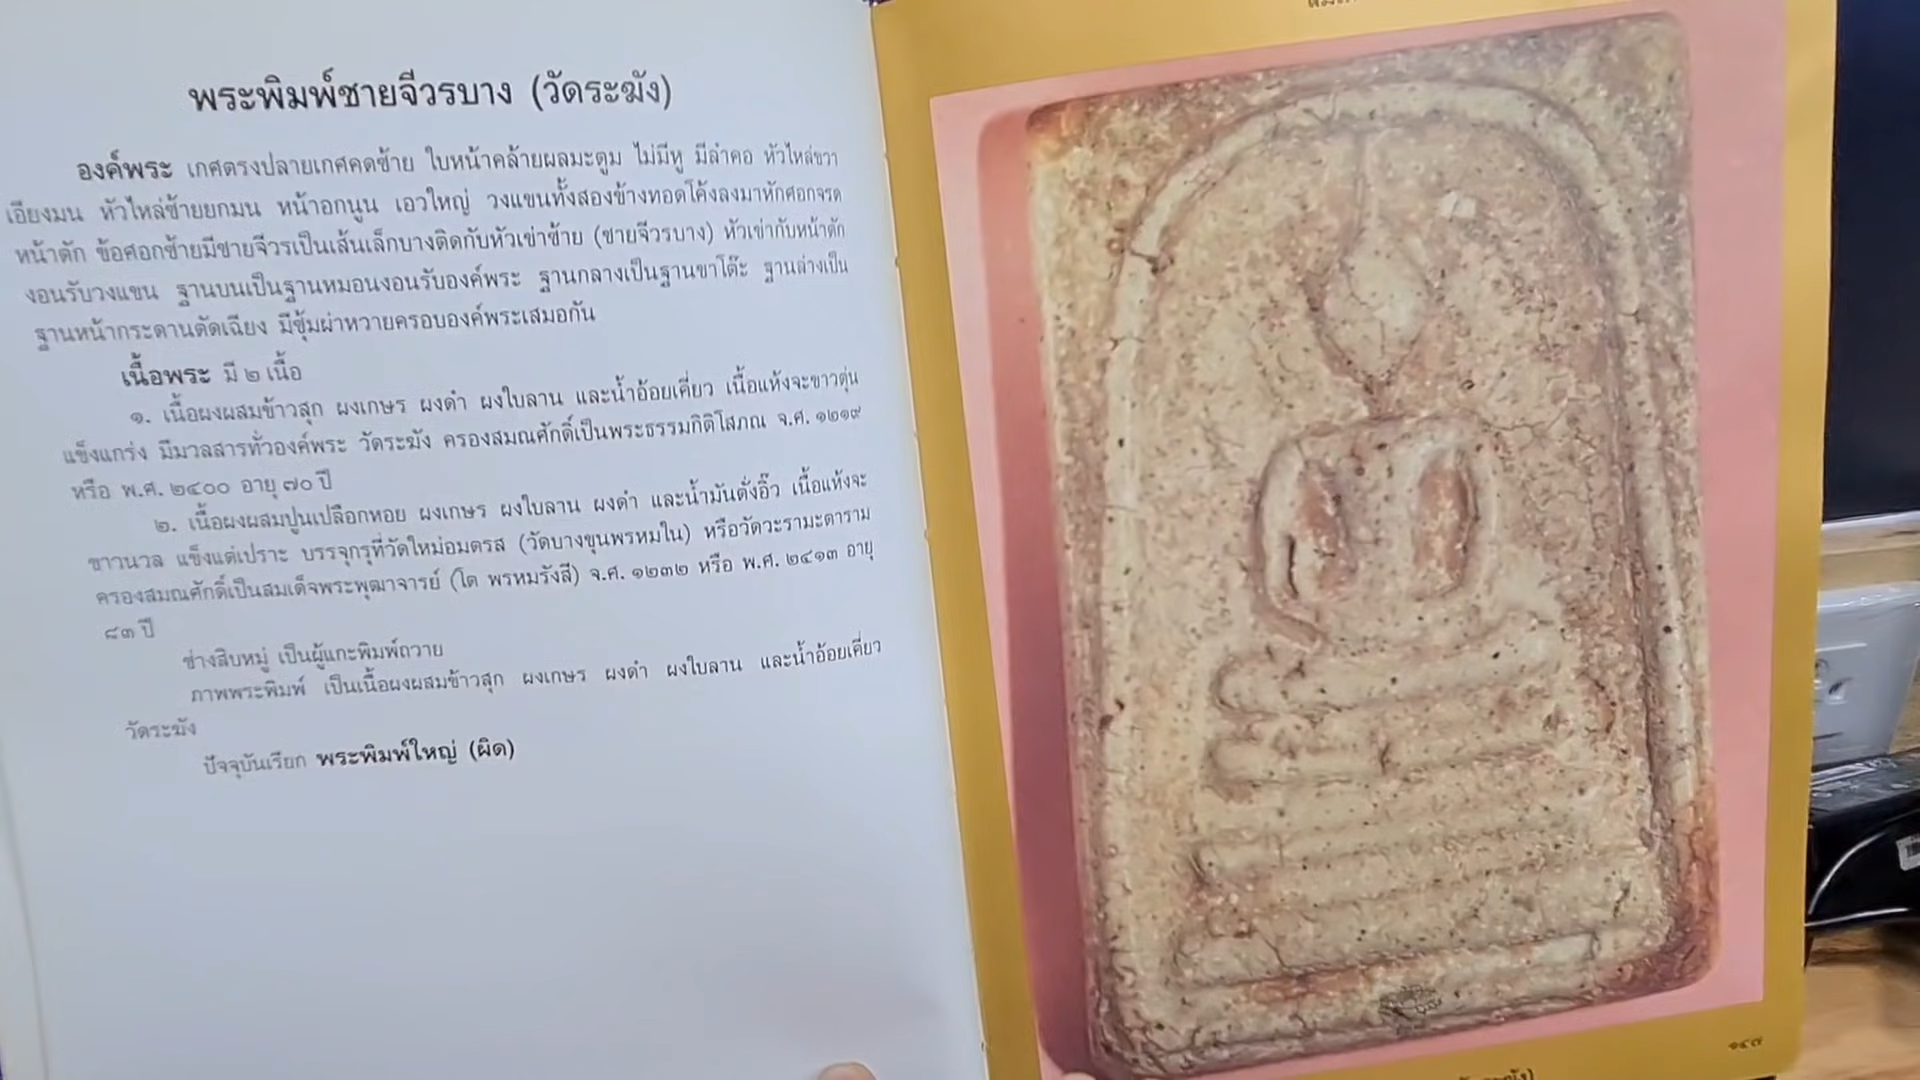 พระพิมพ์ชายจีวรบาง (วัดระฆัง)
องค์พระ เกศตรงปลายเกศคดซ้าย ใบหน้าคล้ายผลมะตูม ไม่มีหู มีลำคอ หัวไหล่ขวา
เอียงมน หัวไหล่ซ้ายยกมน หน้าอกนูน เอวใหญ่ วงแขนทั้งสองข้างทอดโค้งลงมาหักศอกจรด
หน้าตัก ข้อศอกซ้ายมีชายจีวรเป็นเส้นเล็กบางติดกับหัวเข่าซ้าย (ชายจีวรบาง) หัวเข่ากับหน้าตัก
งอนรับวงแขน ฐานบนเป็นฐานหมอนงอนรับองค์พระ ฐานกลางเป็นฐานขาโต๊ะ ฐานล่างเป็น
ฐานหน้ากระดานตัดเฉียง มีซุ้มผ่าหวายครอบองค์พระเสมอกัน
เนื้อพระ มี ๒ เนื้อ
๑. เนื้อผงผสมข้าวสุก ผงเกษร ผงดำ ผงใบลาน และน้ำอ้อยเคี่ยว เนื้อแห้งจะขาวตุ่น
แข็งแกร่ง มีมวลสารทั่วองค์พระ วัดระฆัง ครองสมณศักดิ์เป็นพระธรรมกิติโสภณ จ.ศ. ๑๒๑๙
หรือ พ.ศ. ๒๔๐๐ อายุ ๗๐ ปี
๒. เนื้อผงผสมปูนเปลือกหอย ผงเกษร ผงใบลาน ผงดำ และน้ำมันตั่งอิ๊ว เนื้อแห้งจะ
ขาวนวล แข็งแต่เปราะ บรรจุกรุที่วัดใหม่อมตรส (วัดบางขุนพรหมใน) หรือวัดวะรามะตาราม
ครองสมณศักดิ์เป็นสมเด็จพระพุฒาจารย์ (โต พรหมรังสี) จ.ศ. ๑๒๓๒ หรือ พ.ศ. ๒๔๑๓ อายุ
๘๓ ปี
ช่างสิบหมู่ เป็นผู้แกะพิมพ์ถวาย
ภาพพระพิมพ์ เป็นเนื้อผงผสมข้าวสุก ผงเกษร ผงดำ ผงใบลาน และน้ำอ้อยเคี่ยว
วัดระฆัง
ปัจจุบันเรียก พระพิมพ์ใหญ่ (ผิด)
๑๔๗